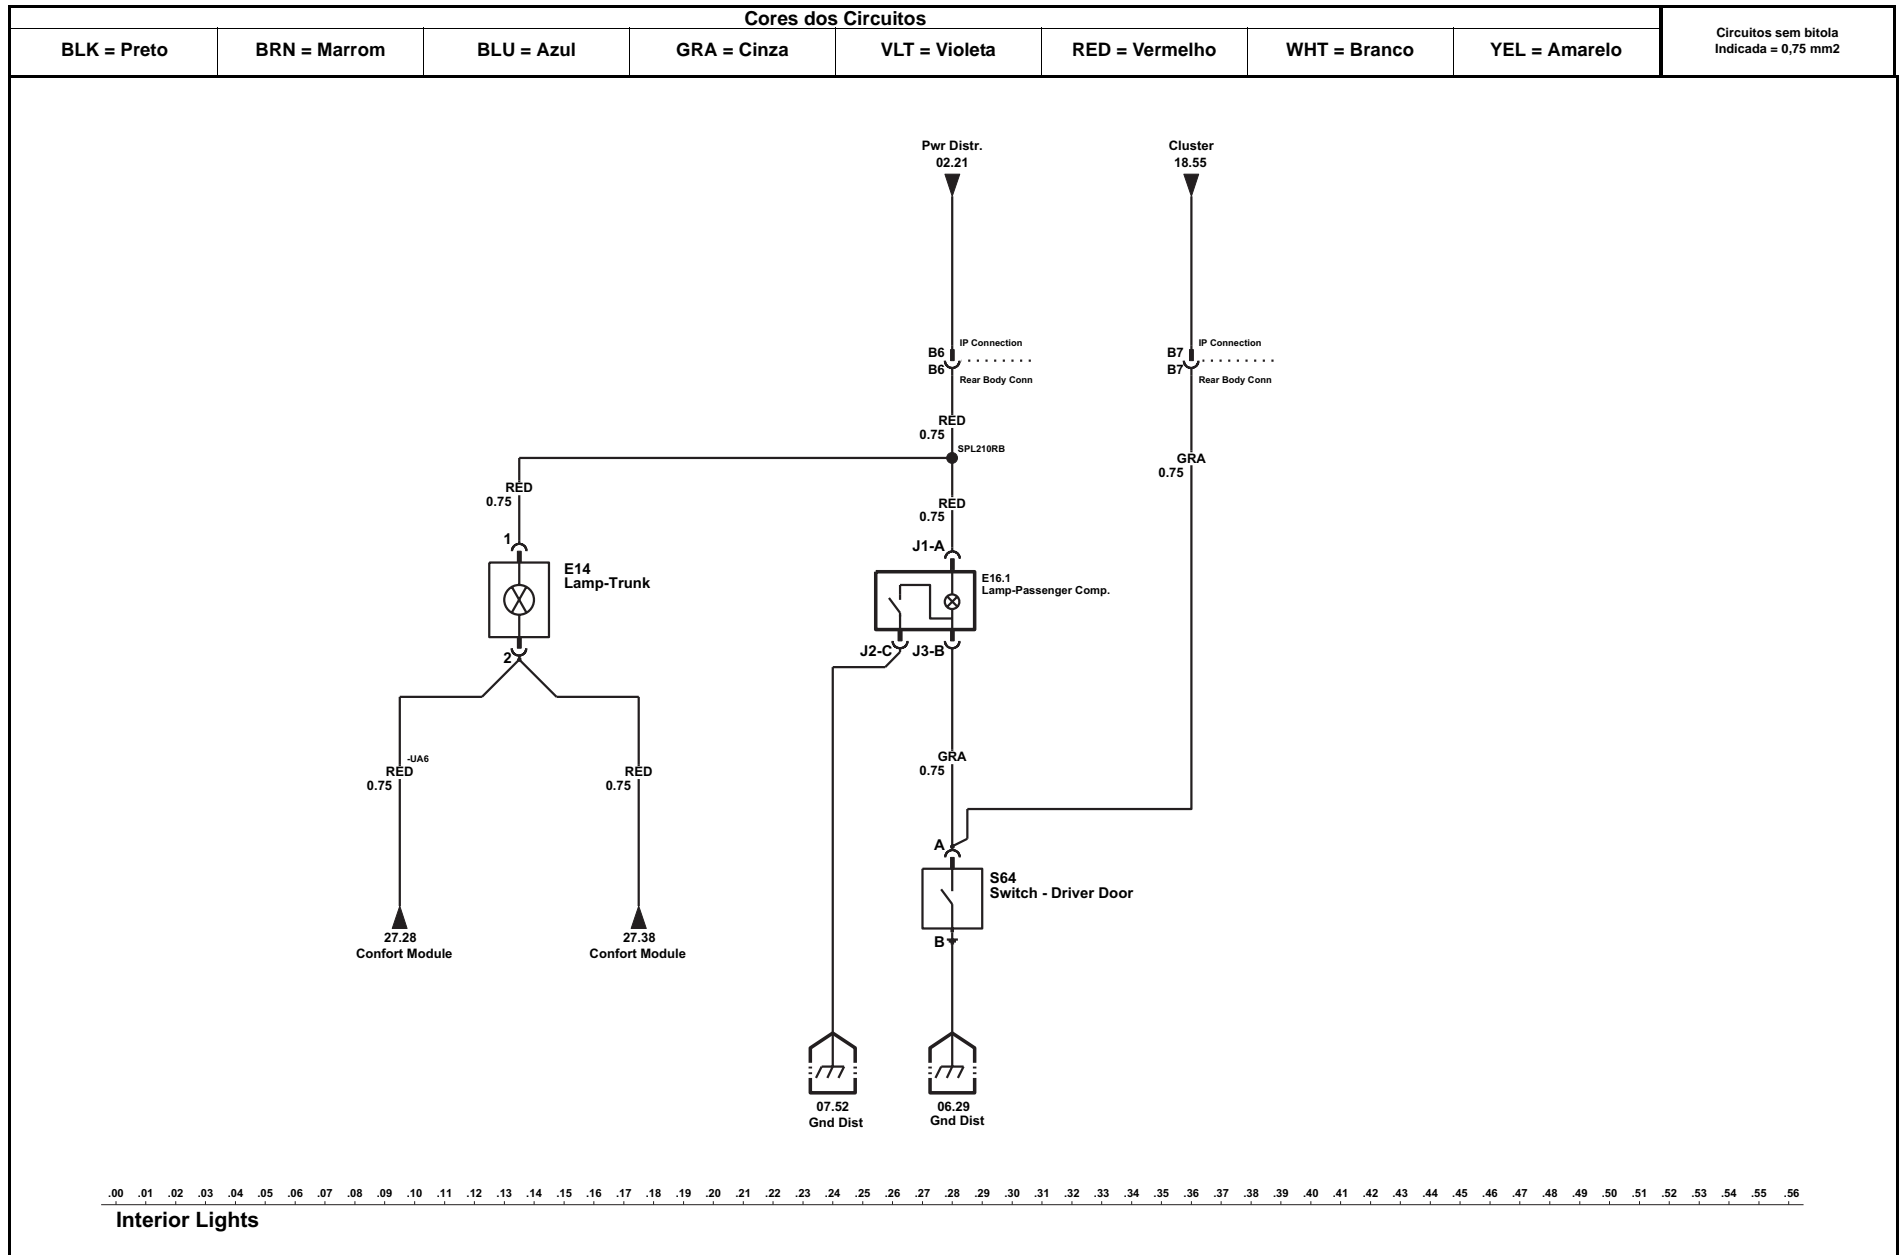 Cores dos Circuitos
BLK = Preto
BRN = Marrom
BLU = Azul
GRA = Cinza
VLT = Violeta
RED = Vermelho
WHT = Branco
YEL = Amarelo
Circuitos sem bitola
Indicada = 0,75 mm2
Pwr Distr.
02.21
Cluster
18.55
B6
IP Connection
B6
Rear Body Conn
B7
IP Connection
B7
Rear Body Conn
RED
0.75
SPL210RB
GRA
0.75
RED
0.75
RED
0.75
1
J1-A
E14
Lamp-Trunk
E16.1
Lamp-Passenger Comp.
2
J2-C
J3-B
-UA6
RED
0.75
RED
0.75
GRA
0.75
A
S64
Switch - Driver Door
B
27.28
Confort Module
27.38
Confort Module
07.52
Gnd Dist
06.29
Gnd Dist
.00 .01 .02 .03 .04 .05 .06 .07 .08 .09 .10 .11 .12 .13 .14 .15 .16 .17 .18 .19 .20 .21 .22 .23 .24 .25 .26 .27 .28 .29 .30 .31 .32 .33 .34 .35 .36 .37 .38 .39 .40 .41 .42 .43 .44 .45 .46 .47 .48 .49 .50 .51 .52 .53 .54 .55 .56
Interior Lights